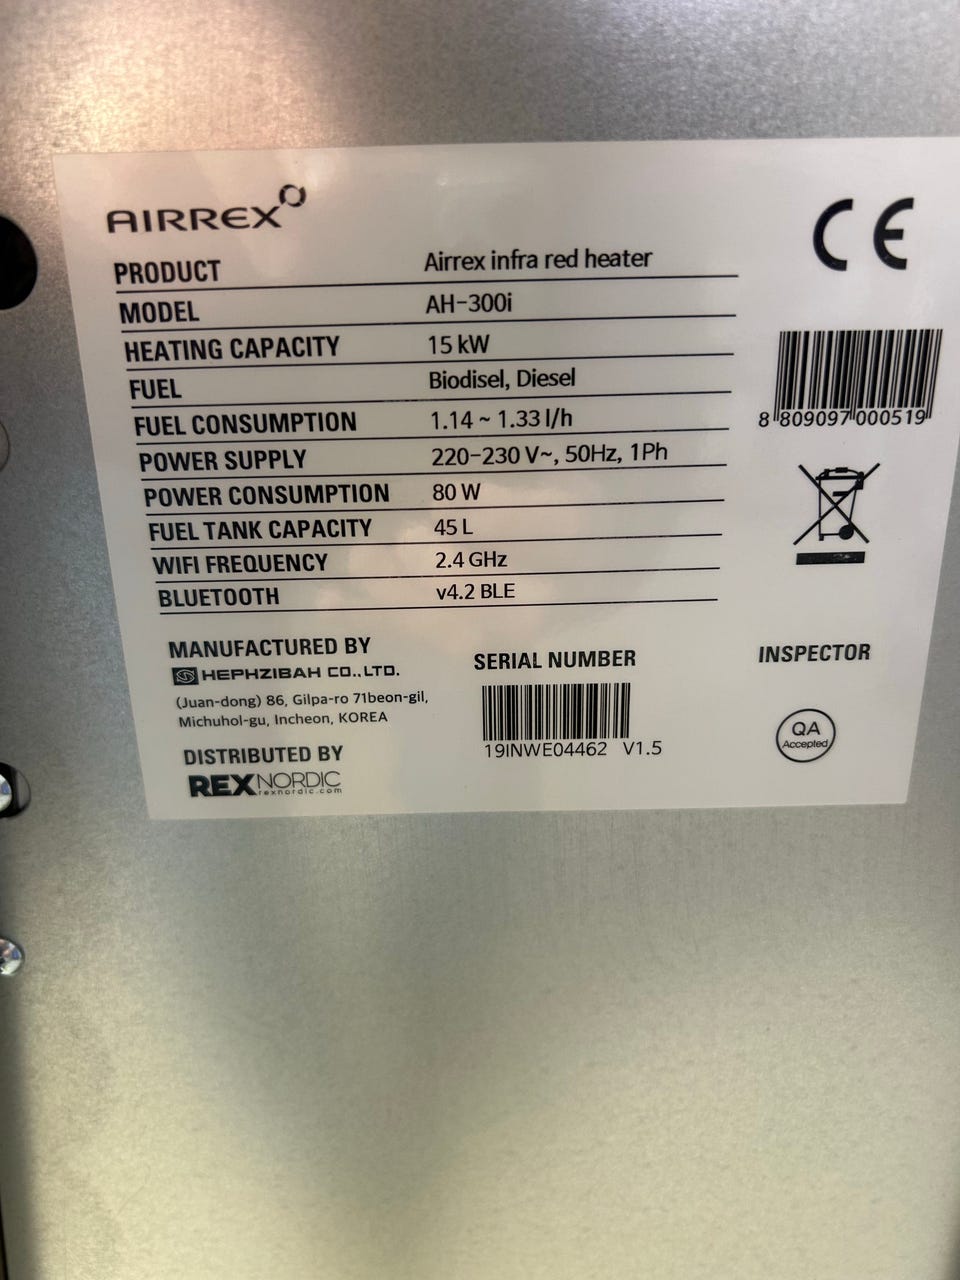 AIRREX
PRODUCT Airrex infra red heater
MODEL AH-300i
HEATING CAPACITY 15 kW
FUEL Biodisel, Diesel
FUEL CONSUMPTION 1.14 ~ 1.33 l/h
POWER SUPPLY 220-230 V~, 50Hz, 1Ph
POWER CONSUMPTION 80 W
FUEL TANK CAPACITY 45 L
WIFI FREQUENCY 2.4 GHz
BLUETOOTH v4.2 BLE
CE
8 809097 000519
MANUFACTURED BY
HEPHZIBAH CO.,LTD.
(Juan-dong) 86, Gilpa-ro 71beon-gil,
Michuhol-gu, Incheon, KOREA
DISTRIBUTED BY
REXNORDIC
rexnordic.com
SERIAL NUMBER
19INWE04462 V1.5
INSPECTOR
QA
Accepted